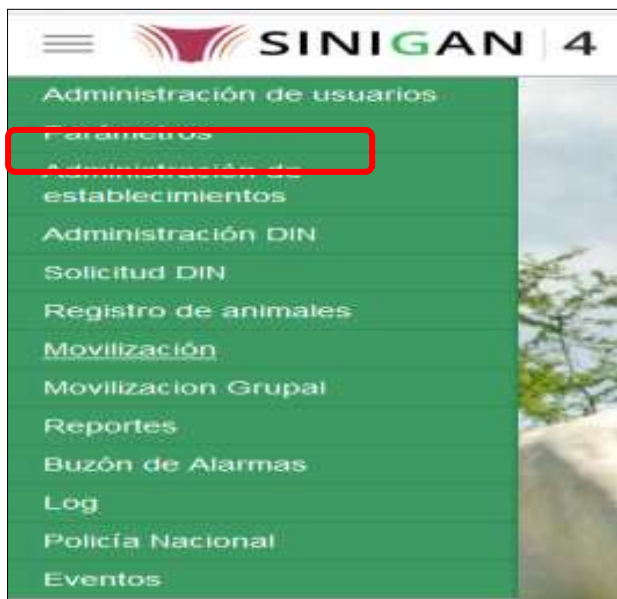 SINIGAN 4
Administración de usuarios
Parámetros
Administración de
establecimientos
Administración DIN
Solicitud DIN
Registro de animales
Movilización
Movilizacion Grupal
Reportes
Buzón de Alarmas
Log
Policía Nacional
Eventos